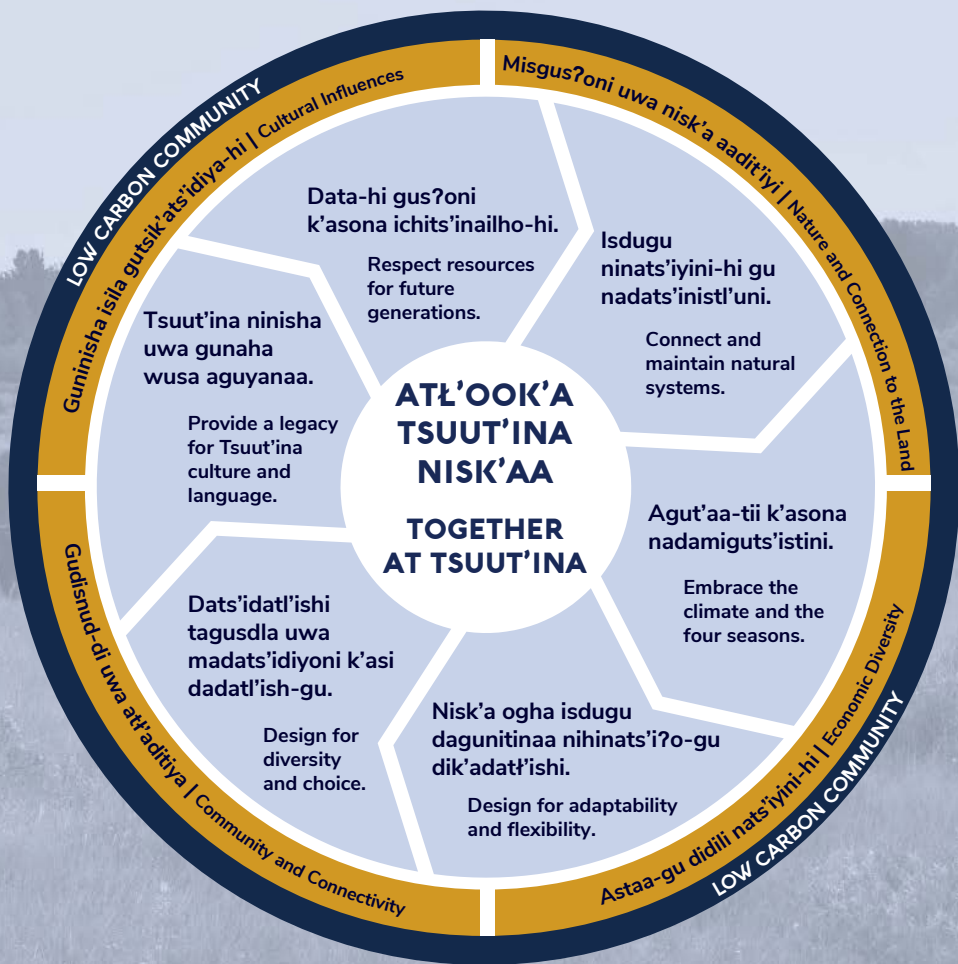 LOW CARBON COMMUNITY
Guninisha isila gutsik'ats'idiya-hi | Cultural Influences
Misgus?oni uwa nisk'a aadit'iyi | Nature and Connection to the Land
Data-hi gus?oni
k'asona ichits'inailho-hi.
Respect resources
for future
generations.
Isdugu
ninats'iyini-hi gu
nadats'inistl'uni.
Connect and
maintain natural
systems.
Tsuut'ina ninisha
uwa gunaha
wusa aguyanaa.
Provide a legacy
for Tsuut'ina
culture and
language.
ATŁ'OOK'A
TSUUT'INA
NISK'AA
TOGETHER
AT TSUUT'INA
Agut'aa-tii k'asona
nadamiguts'istini.
Embrace the
climate and the
four seasons.
Dats'idatl'ishi
tagusdla uwa
madats'idiyoni k'asi
dadatl'ish-gu.
Design for
diversity
and choice.
Nisk'a ogha isdugu
dagunitinaa nihinats'i?o-gu
dik'adatł'ishi.
Design for adaptability
and flexibility.
Gudisnud-di uwa atł'aditiya | Community and Connectivity
Astaa-gu didili nats'iyini-hi | Economic Diversity
LOW CARBON COMMUNITY